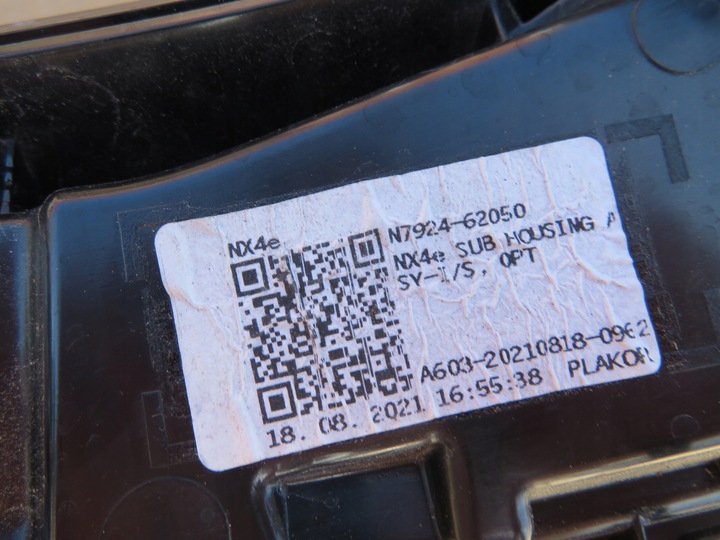 NX4e
N7924-62050
NX4e SUB HOUSING A
SY-I/S, OPT
A603-20210818-0962
18. 08. 2021 16:55:38 PLAKOR